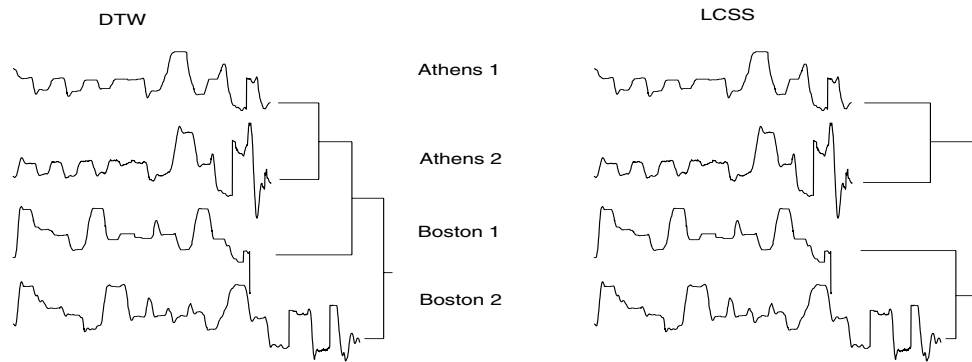 DTW
LCSS
Athens 1
Athens 2
Boston 1
Boston 2